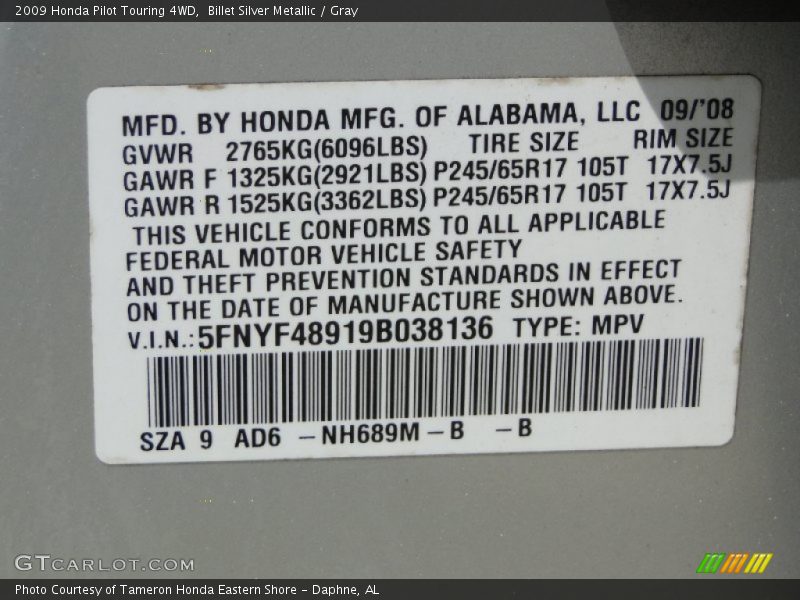 2009 Honda Pilot Touring 4WD,  Billet Silver Metallic / Gray
MFD. BY HONDA MFG. OF ALABAMA, LLC 09/'08
GVWR 2765KG(6096LBS) TIRE SIZE RIM SIZE
GAWR F 1325KG(2921LBS) P245/65R17 105T 17X7.5J
GAWR R 1525KG(3362LBS) P245/65R17 105T 17X7.5J
THIS VEHICLE CONFORMS TO ALL APPLICABLE
FEDERAL MOTOR VEHICLE SAFETY
AND THEFT PREVENTION STANDARDS IN EFFECT
ON THE DATE OF MANUFACTURE SHOWN ABOVE.
V.I.N.: 5FNYF48919B038136 TYPE: MPV
SZA 9 AD6 – NH689M – B – B
GTCARLOT.COM
Photo Courtesy of Tameron Honda Eastern Shore – Daphne, AL